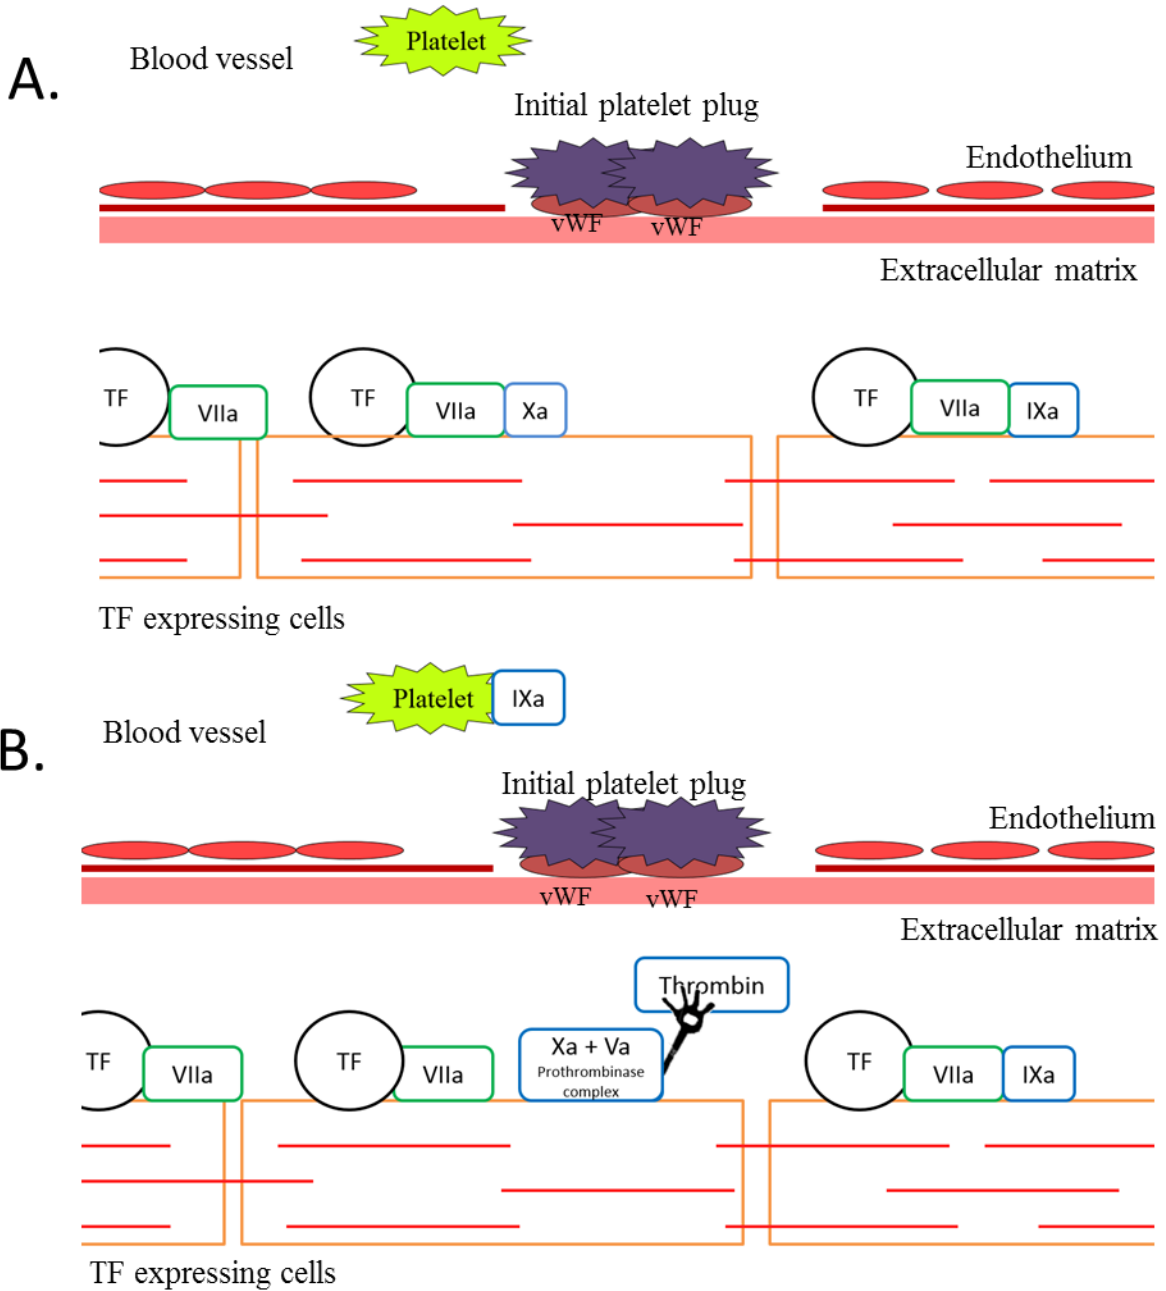 Platelet
Blood vessel
A.
Initial platelet plug
Endothelium
vWF vWF
Extracellular matrix
TF VIIa TF VIIa Xa TF VIIa IXa
TF expressing cells
Platelet IXa
Blood vessel
B.
Initial platelet plug
Endothelium
vWF vWF
Extracellular matrix
Thrombin
Xa + Va
Prothrombinase
complex
TF VIIa TF VIIa TF VIIa IXa
TF expressing cells